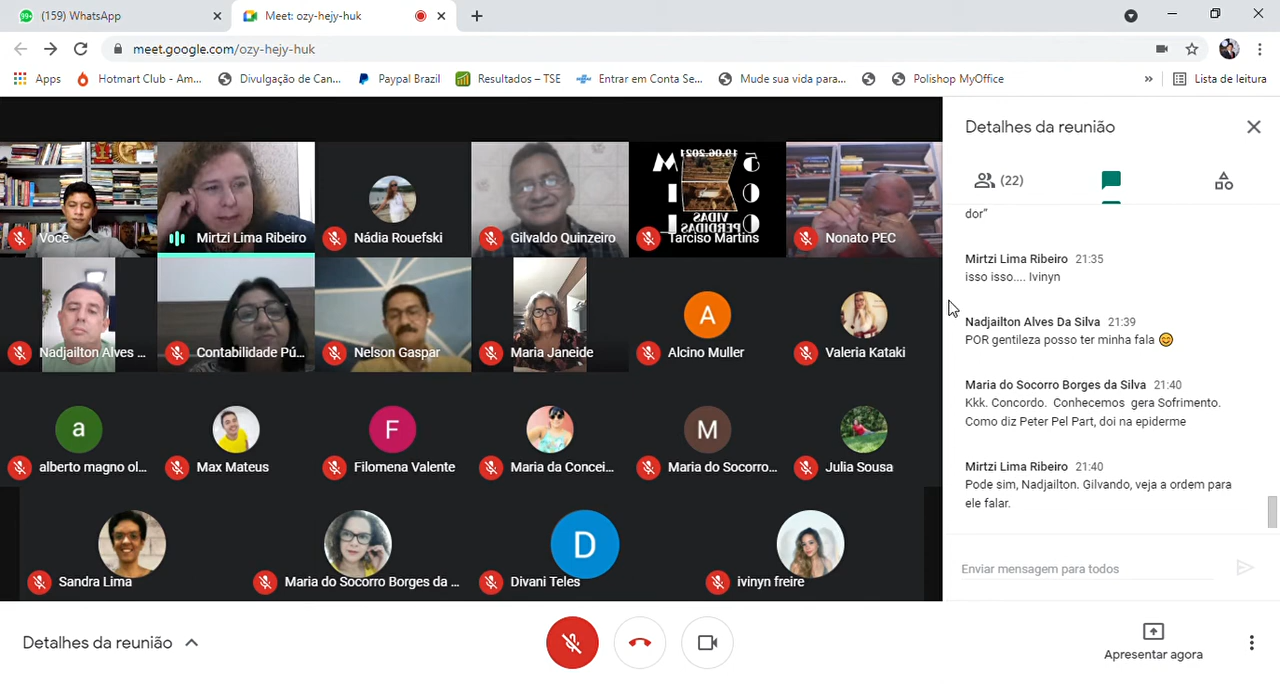 99+ (159) WhatsApp
Meet: ozy-hejy-huk
meet.google.com/ozy-hejy-huk
Apps
Hotmart Club - Am...
Divulgação de Can...
Paypal Brazil
Resultados – TSE
Entrar em Conta Se...
Mude sua vida para...
Polishop MyOffice
»
Lista de leitura
Você
Mirtzi Lima Ribeiro
Nádia Rouefski
Gilvaldo Quinzeiro
19.06.2021
5 M
VIDAS
PERDIDAS
Tarciso Martins
Nonato PEC
Nadjailton Alves ...
Contabilidade Pú...
Nelson Gaspar
Maria Janeide
A
Alcino Muller
Valeria Kataki
a
alberto magno ol...
Max Mateus
F
Filomena Valente
Maria da Concei...
M
Maria do Socorro...
Julia Sousa
Sandra Lima
Maria do Socorro Borges da ...
D
Divani Teles
ivinyn freire
Detalhes da reunião
(22)
dor”
Mirtzi Lima Ribeiro 21:35
isso isso.... Ivinyn
Nadjailton Alves Da Silva 21:39
POR gentileza posso ter minha fala 😊
Maria do Socorro Borges da Silva 21:40
Kkk. Concordo. Conhecemos gera Sofrimento.
Como diz Peter Pel Part, doi na epiderme
Mirtzi Lima Ribeiro 21:40
Pode sim, Nadjailton. Gilvando, veja a ordem para
ele falar.
Enviar mensagem para todos
Detalhes da reunião
Apresentar agora